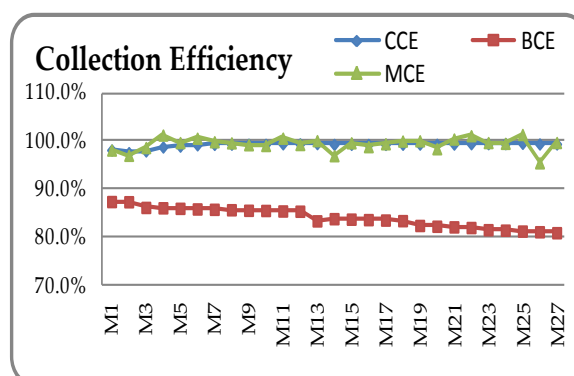 Collection Efficiency
CCE
BCE
MCE
110.0%
100.0%
90.0%
80.0%
70.0%
M1
M3
M5
M7
M9
M11
M13
M15
M17
M19
M21
M23
M25
M27